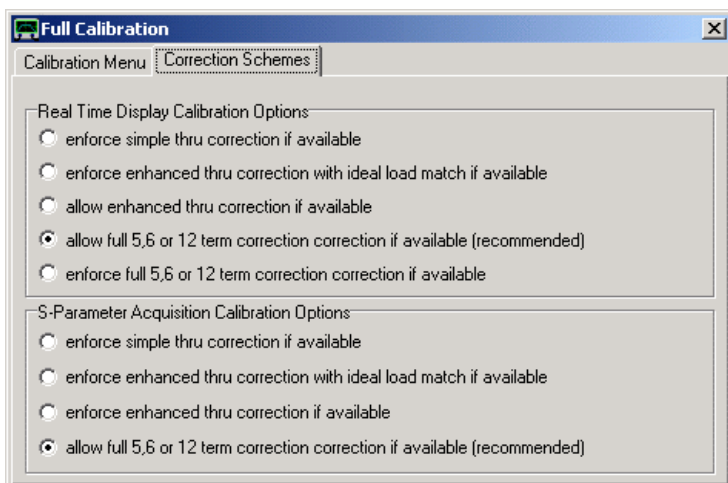 Full Calibration
Calibration Menu Correction Schemes
Real Time Display Calibration Options
enforce simple thru correction if available
enforce enhanced thru correction with ideal load match if available
allow enhanced thru correction if available
allow full 5,6 or 12 term correction correction if available (recommended)
enforce full 5,6 or 12 term correction correction if available
S-Parameter Acquisition Calibration Options
enforce simple thru correction if available
enforce enhanced thru correction with ideal load match if available
enforce enhanced thru correction if available
allow full 5,6 or 12 term correction correction if available (recommended)